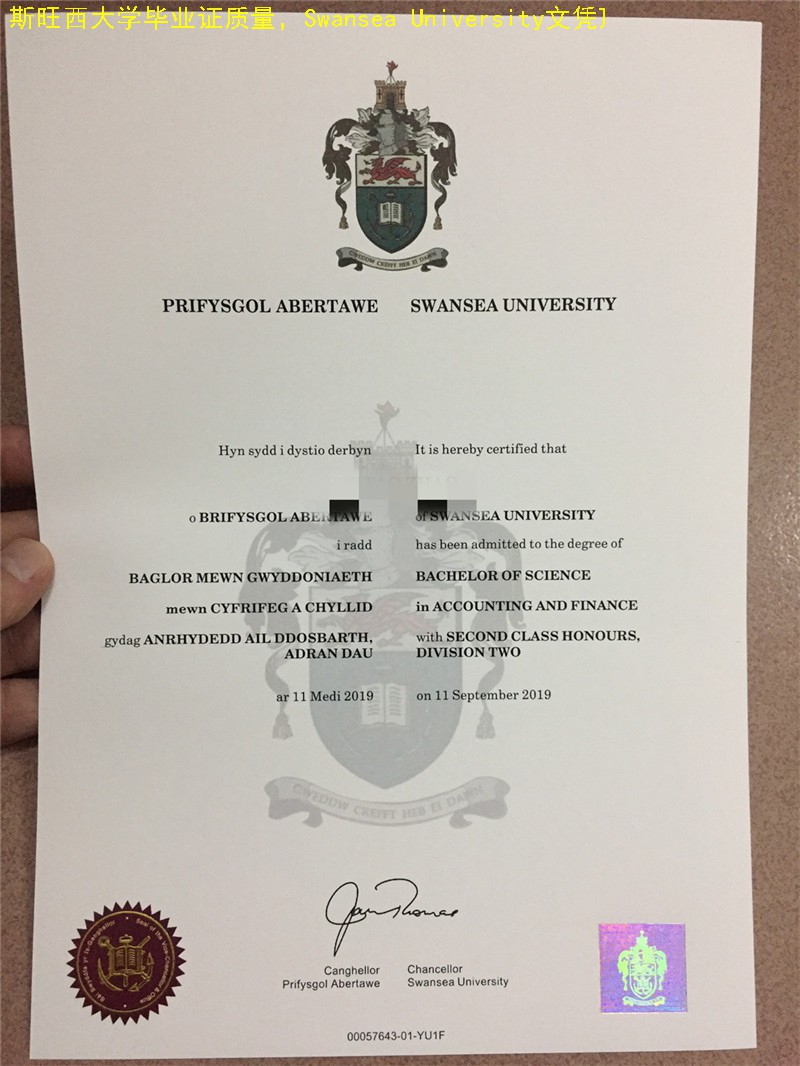 斯旺西大学毕业证质量, Swansea University文凭]
GWEDDW CREFFT HEB EI DAWN
PRIFYSGOL ABERTAWE SWANSEA UNIVERSITY
Hyn sydd i dystio derbyn It is hereby certified that
o BRIFYSGOL ABERTAWE of SWANSEA UNIVERSITY
i radd has been admitted to the degree of
BAGLOR MEWN GWYDDONIAETH BACHELOR OF SCIENCE
mewn CYFRIFEG A CHYLLID in ACCOUNTING AND FINANCE
gydag ANRHYDEDD AIL DDOSBARTH, with SECOND CLASS HONOURS,
ADRAN DAU DIVISION TWO
ar 11 Medi 2019 on 11 September 2019
GWEDDW CREFFT HEB EI DAWN
Canghellor Chancellor
Prifysgol Abertawe Swansea University
00057643-01-YU1F